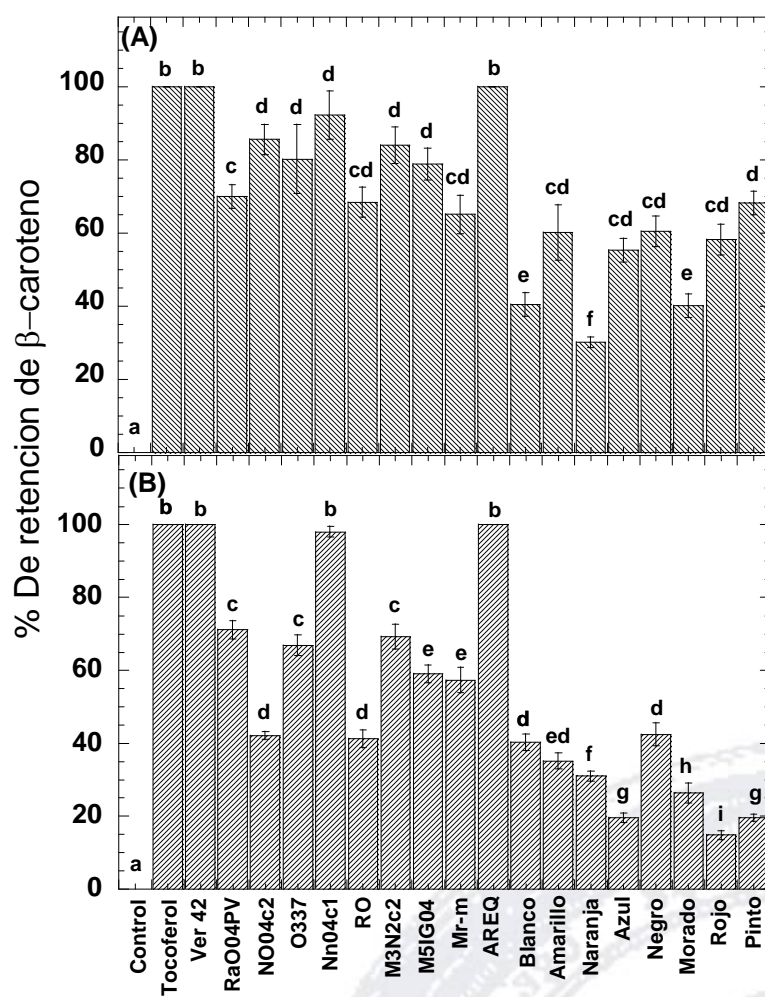 % De retencion de β−caroteno
(A)
100
80
60
40
20
0
a
b
b
c
d
d
d
cd
d
d
cd
b
e
cd
f
cd
cd
e
cd
d
(B)
100
80
60
40
20
0
a
b
b
c
d
c
b
d
c
e
e
b
d
ed
f
g
d
h
i
g
Control
Tocoferol
Ver 42
RaO04PV
NO04c2
O337
Nn04c1
RO
M3N2c2
M5IG04
Mr-m
AREQ
Blanco
Amarillo
Naranja
Azul
Negro
Morado
Rojo
Pinto